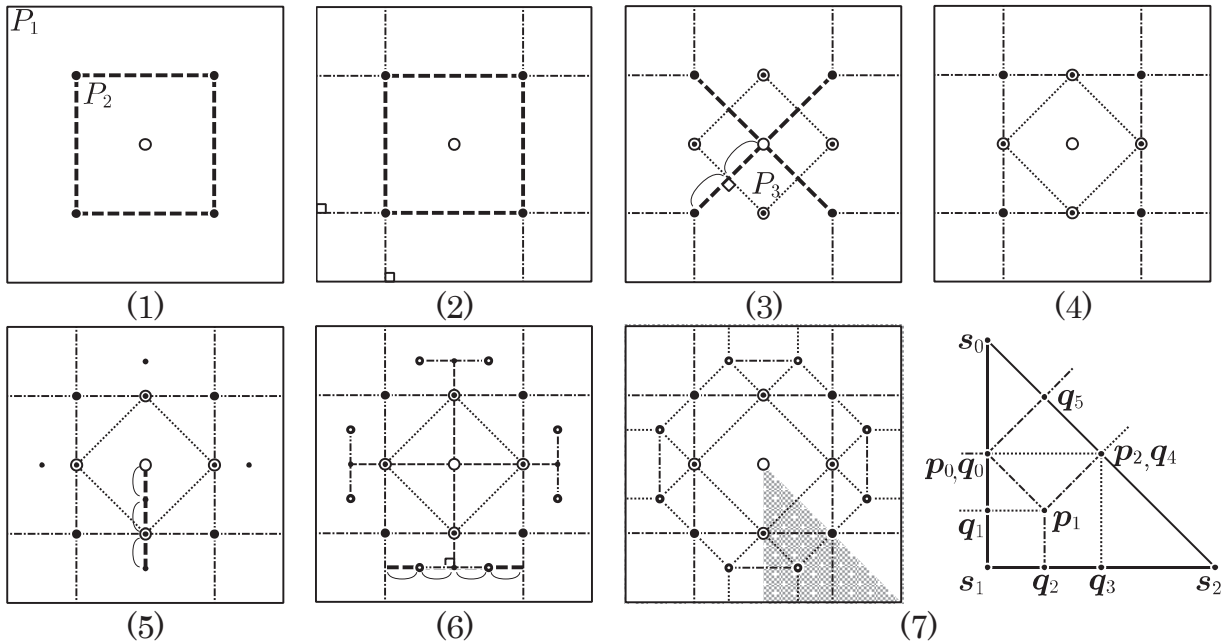 P₁
P₂
P₃
(1)
(2)
(3)
(4)
s₀
q₅
p₀,q₀
p₂,q₄
q₁
p₁
s₁
q₂
q₃
s₂
(5)
(6)
(7)